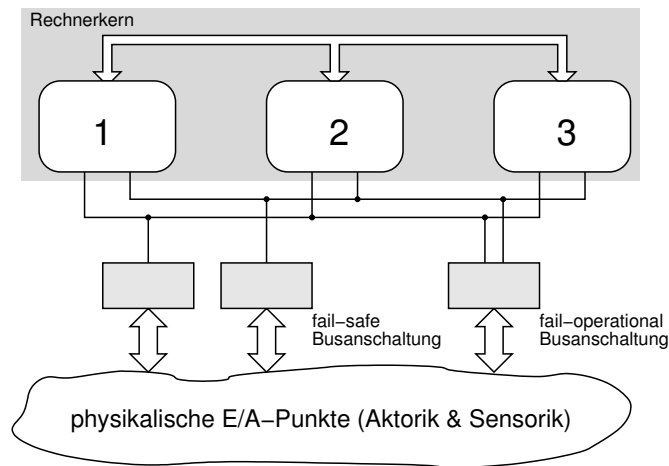 Rechnerkern
1
2
3
fail−safe
Busanschaltung
fail−operational
Busanschaltung
physikalische E/A−Punkte (Aktorik & Sensorik)